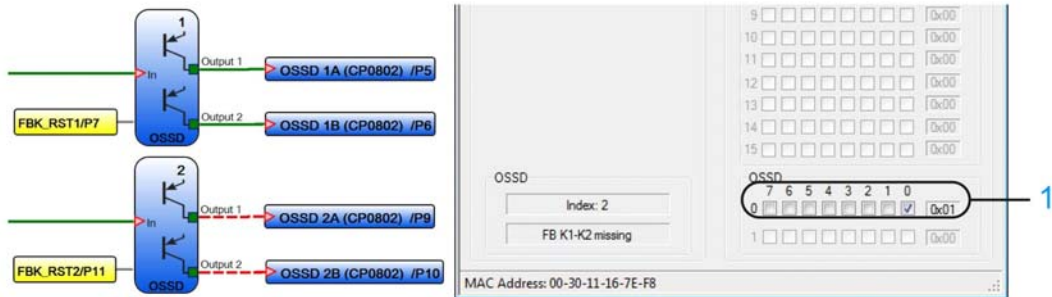 1
In
Output 1
OSSD 1A (CP0802) /P5
FBK_RST1/P7
Output 2
OSSD 1B (CP0802) /P6
OSSD
2
In
Output 1
OSSD 2A (CP0802) /P9
FBK_RST2/P11
Output 2
OSSD 2B (CP0802) /P10
OSSD
9 0x00
10 0x00
11 0x00
12 0x00
13 0x00
14 0x00
15 0x00
OSSD
Index: 2
FB K1-K2 missing
OSSD
7 6 5 4 3 2 1 0
0 0x01
1 0x00
1
MAC Address: 00-30-11-16-7E-F8